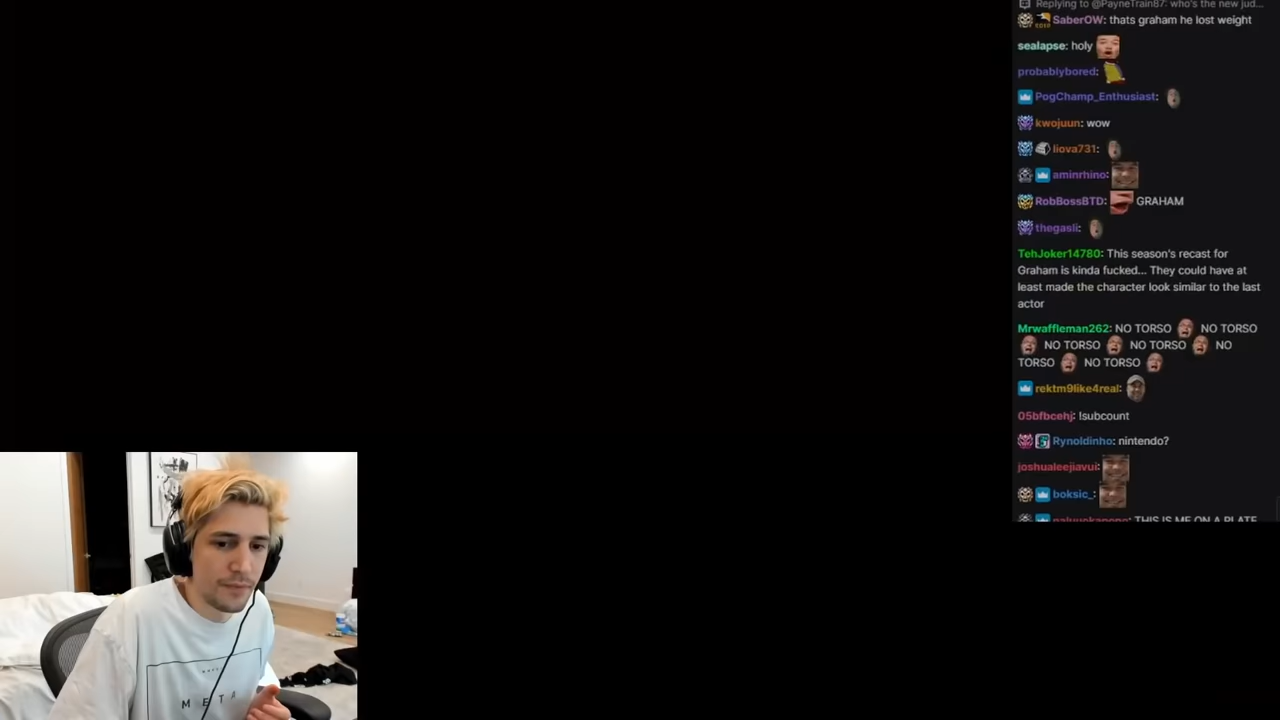 Replying to @PayneTrain87: who's the new jud...
SaberOW: thats graham he lost weight
sealapse: holy
probablybored:
PogChamp_Enthusiast:
kwojuun: wow
liova731:
aminrhino:
RobBossBTD: GRAHAM
thegasli:
TehJoker14780: This season's recast for
Graham is kinda fucked... They could have at
least made the character look similar to the last
actor
Mrwaffleman262: NO TORSO NO TORSO
NO TORSO NO TORSO NO
TORSO NO TORSO
rektm9like4real:
05bfbcehj: !subcount
Rynoldinho: nintendo?
joshualeejiavui:
boksic_:
THIS IS ME ON A PLATE
META